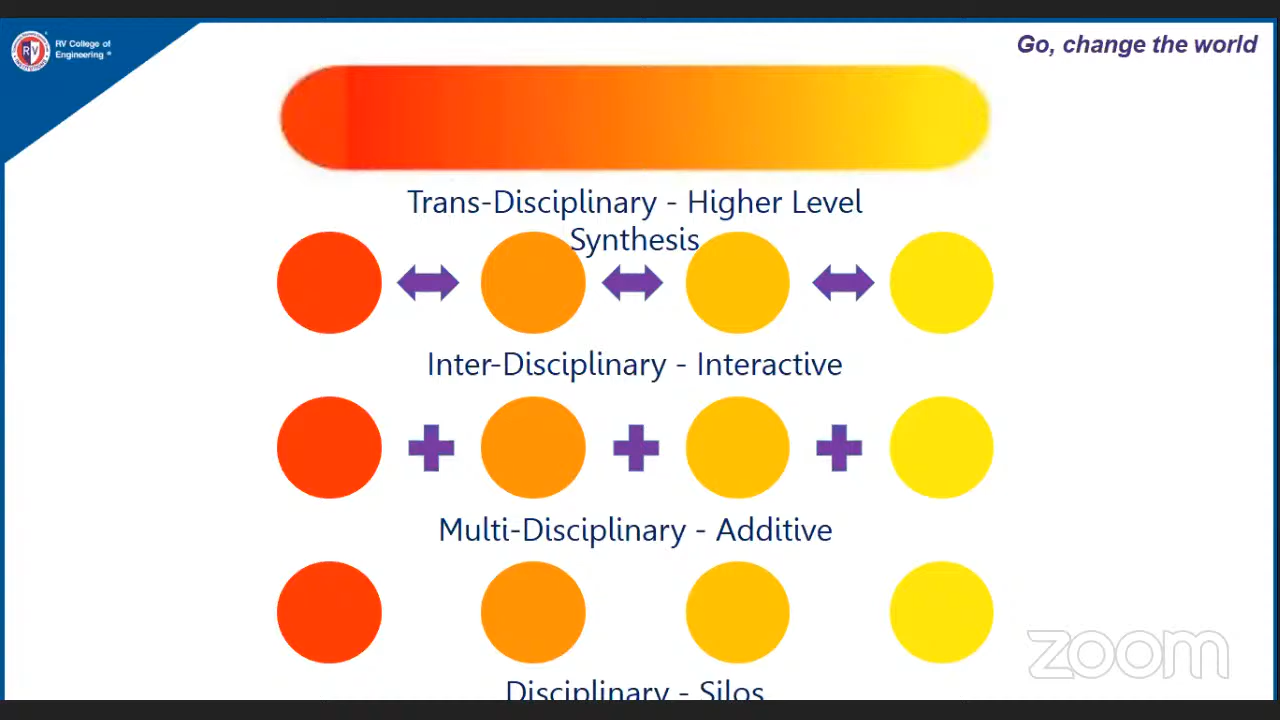 RV College of
Engineering
Go, change the world
Trans-Disciplinary - Higher Level
Synthesis
Inter-Disciplinary - Interactive
Multi-Disciplinary - Additive
Disciplinary - Silos
zoom